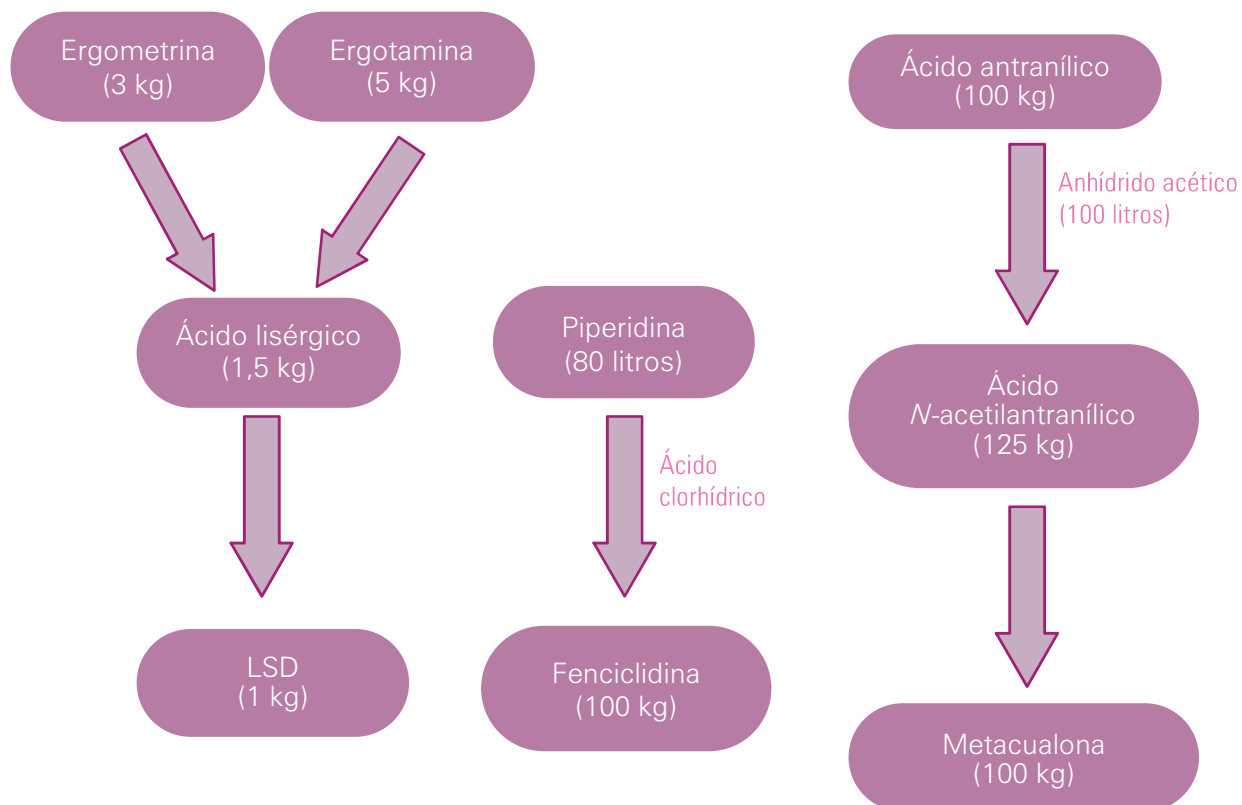 Ergometrina
(3 kg)
Ergotamina
(5 kg)
Ácido lisérgico
(1,5 kg)
LSD
(1 kg)
Piperidina
(80 litros)
Ácido
clorhídrico
Fenciclidina
(100 kg)
Ácido antranílico
(100 kg)
Anhídrido acético
(100 litros)
Ácido
N-acetilantranílico
(125 kg)
Metacualona
(100 kg)